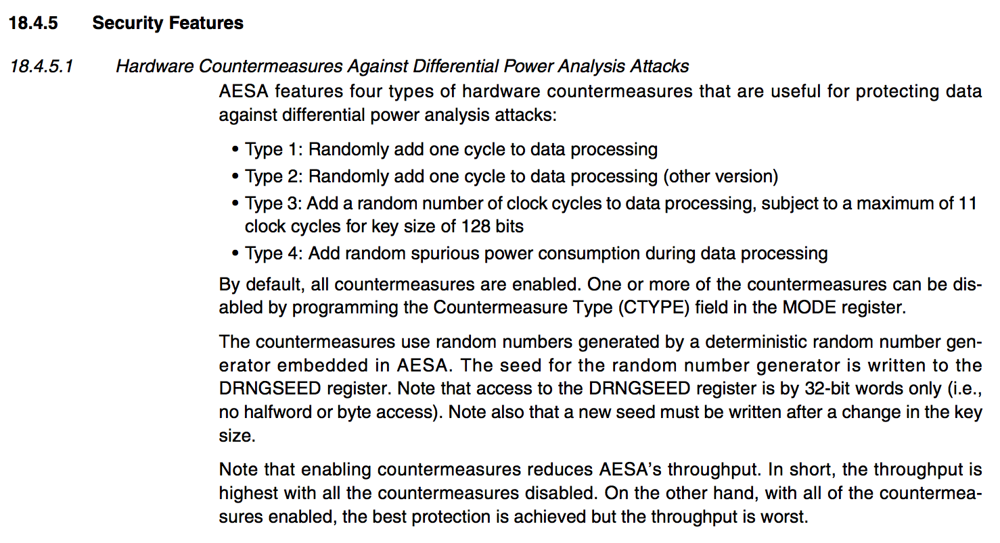 18.4.5 Security Features
18.4.5.1 Hardware Countermeasures Against Differential Power Analysis Attacks
AESA features four types of hardware countermeasures that are useful for protecting data
against differential power analysis attacks:
• Type 1: Randomly add one cycle to data processing
• Type 2: Randomly add one cycle to data processing (other version)
• Type 3: Add a random number of clock cycles to data processing, subject to a maximum of 11
clock cycles for key size of 128 bits
• Type 4: Add random spurious power consumption during data processing
By default, all countermeasures are enabled. One or more of the countermeasures can be dis-
abled by programming the Countermeasure Type (CTYPE) field in the MODE register.
The countermeasures use random numbers generated by a deterministic random number gen-
erator embedded in AESA. The seed for the random number generator is written to the
DRNGSEED register. Note that access to the DRNGSEED register is by 32-bit words only (i.e.,
no halfword or byte access). Note also that a new seed must be written after a change in the key
size.
Note that enabling countermeasures reduces AESA’s throughput. In short, the throughput is
highest with all the countermeasures disabled. On the other hand, with all of the countermea-
sures enabled, the best protection is achieved but the throughput is worst.